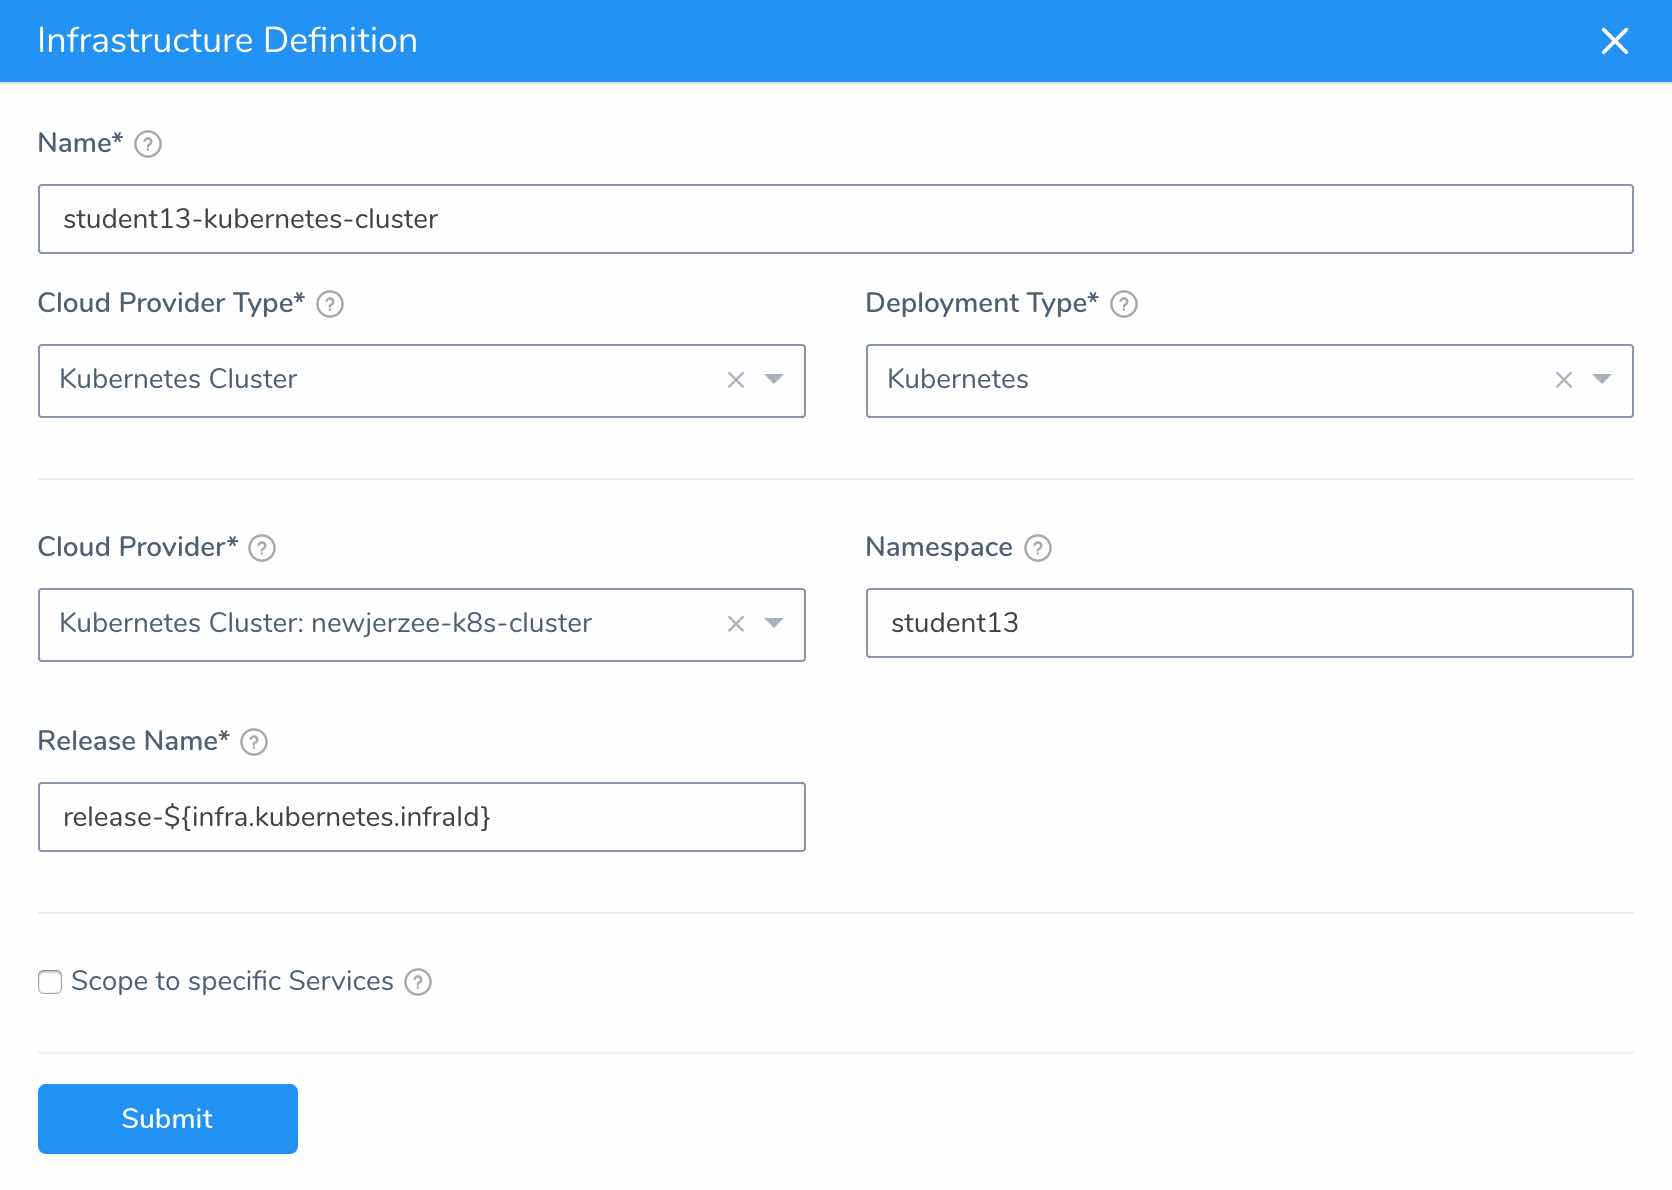 Infrastructure Definition
Name* ?
student13-kubernetes-cluster
Cloud Provider Type* ?
Deployment Type* ?
Kubernetes Cluster
Kubernetes
Cloud Provider* ?
Namespace ?
Kubernetes Cluster: newjerzee-k8s-cluster
student13
Release Name* ?
release-${infra.kubernetes.infraId}
Scope to specific Services ?
Submit